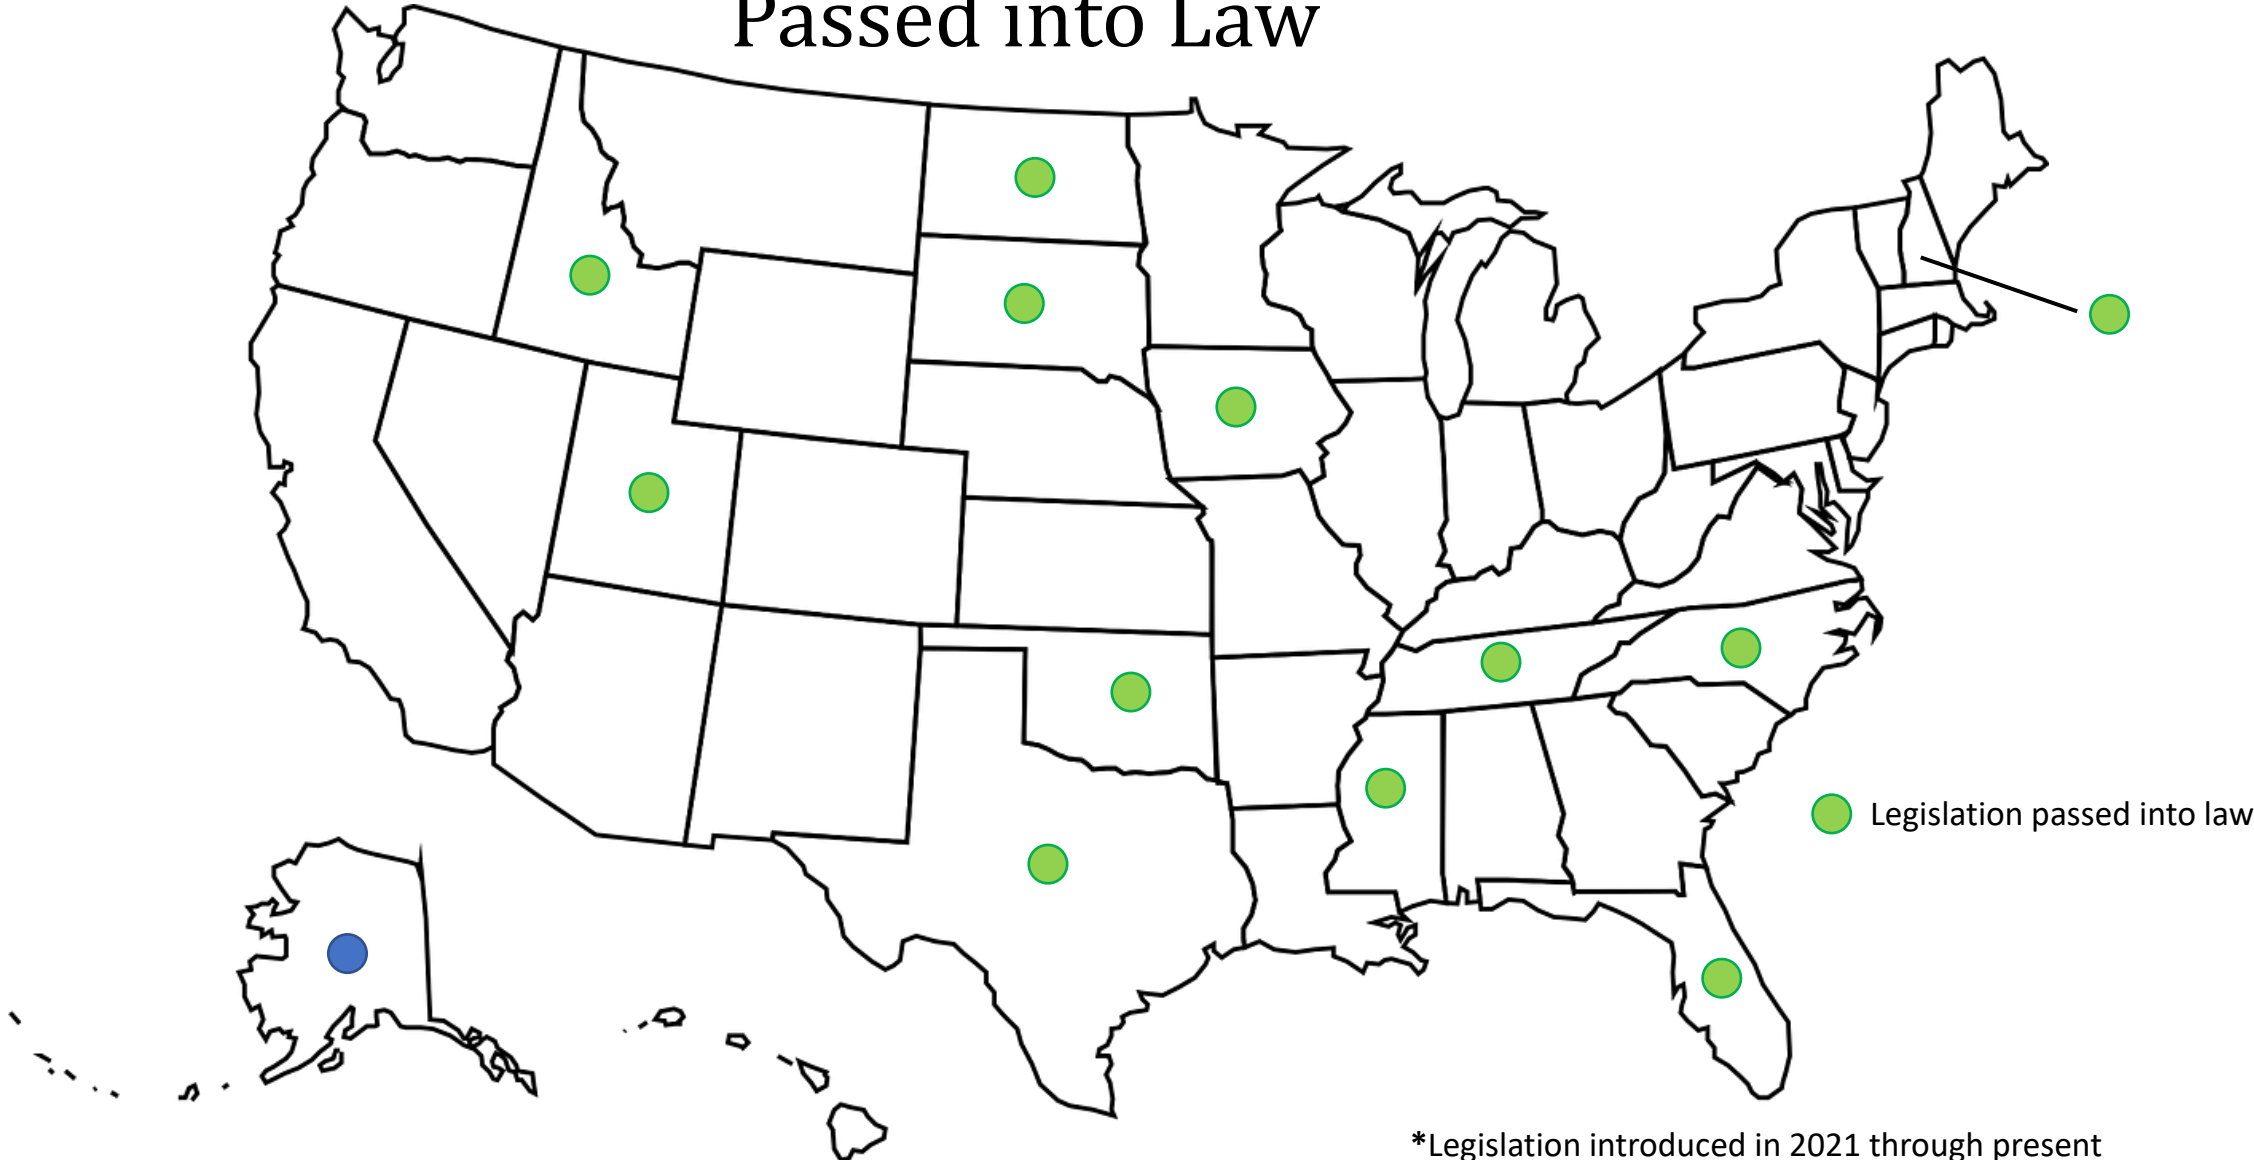 Passed into Law
Legislation passed into law
*Legislation introduced in 2021 through present